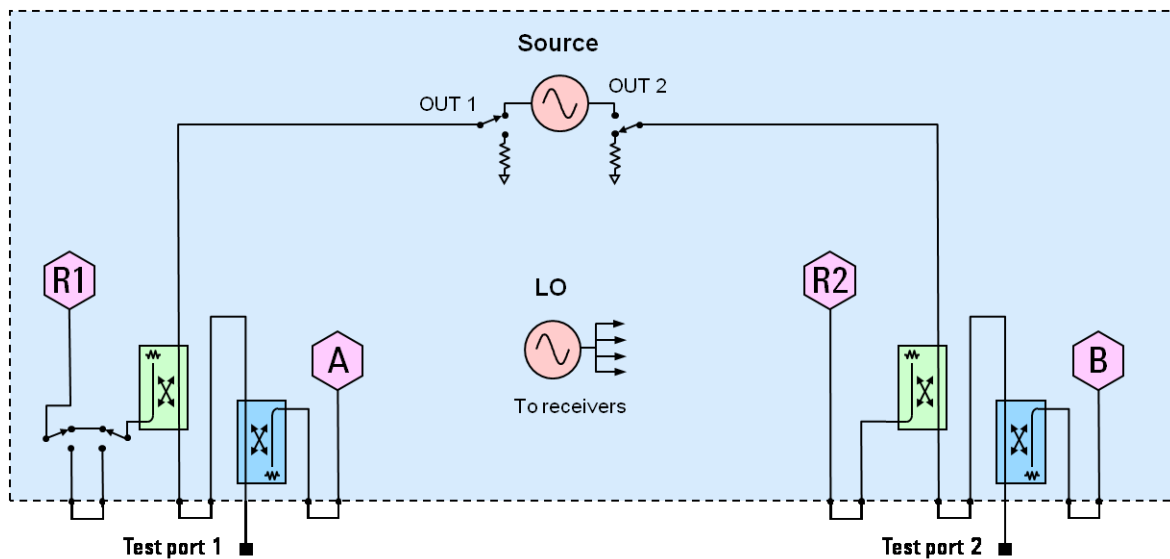 Source
OUT 1
OUT 2
R1
R2
LO
A
B
To receivers
Test port 1
Test port 2